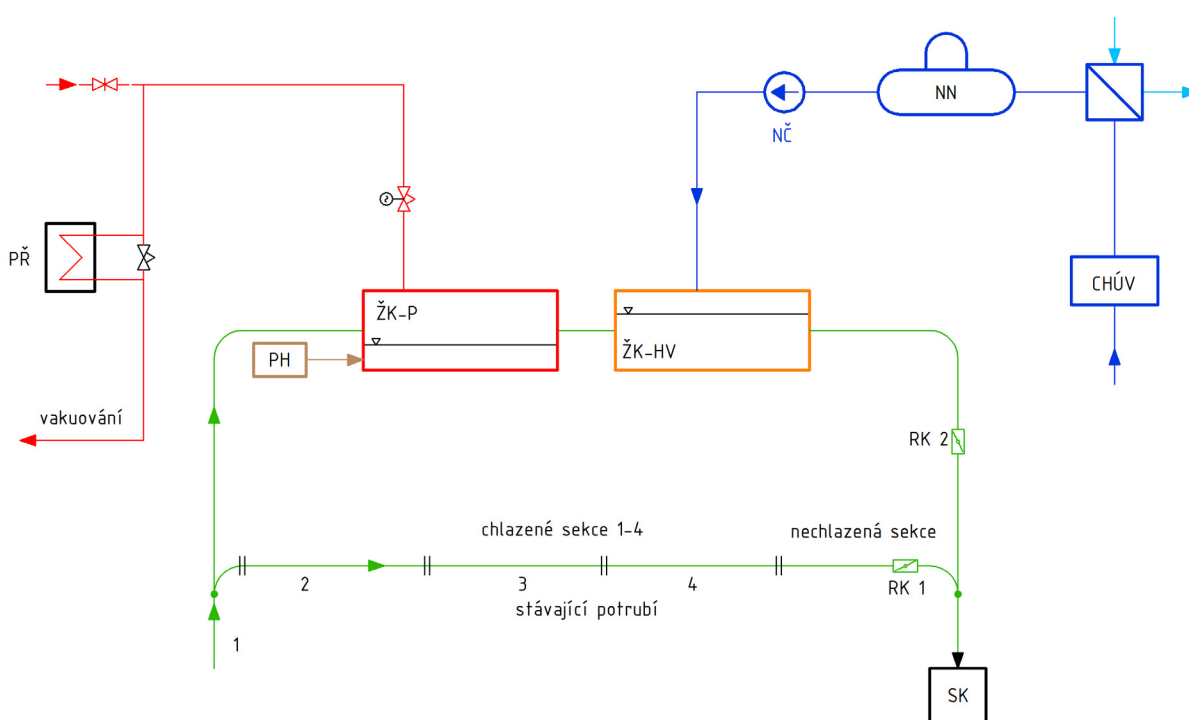 NN
NČ
PŘ
CHÚV
ŽK-P
ŽK-HV
PH
vakuování
RK 2
chlazené sekce 1-4
nechlazená sekce
2
3
4
RK 1
stávající potrubí
1
SK